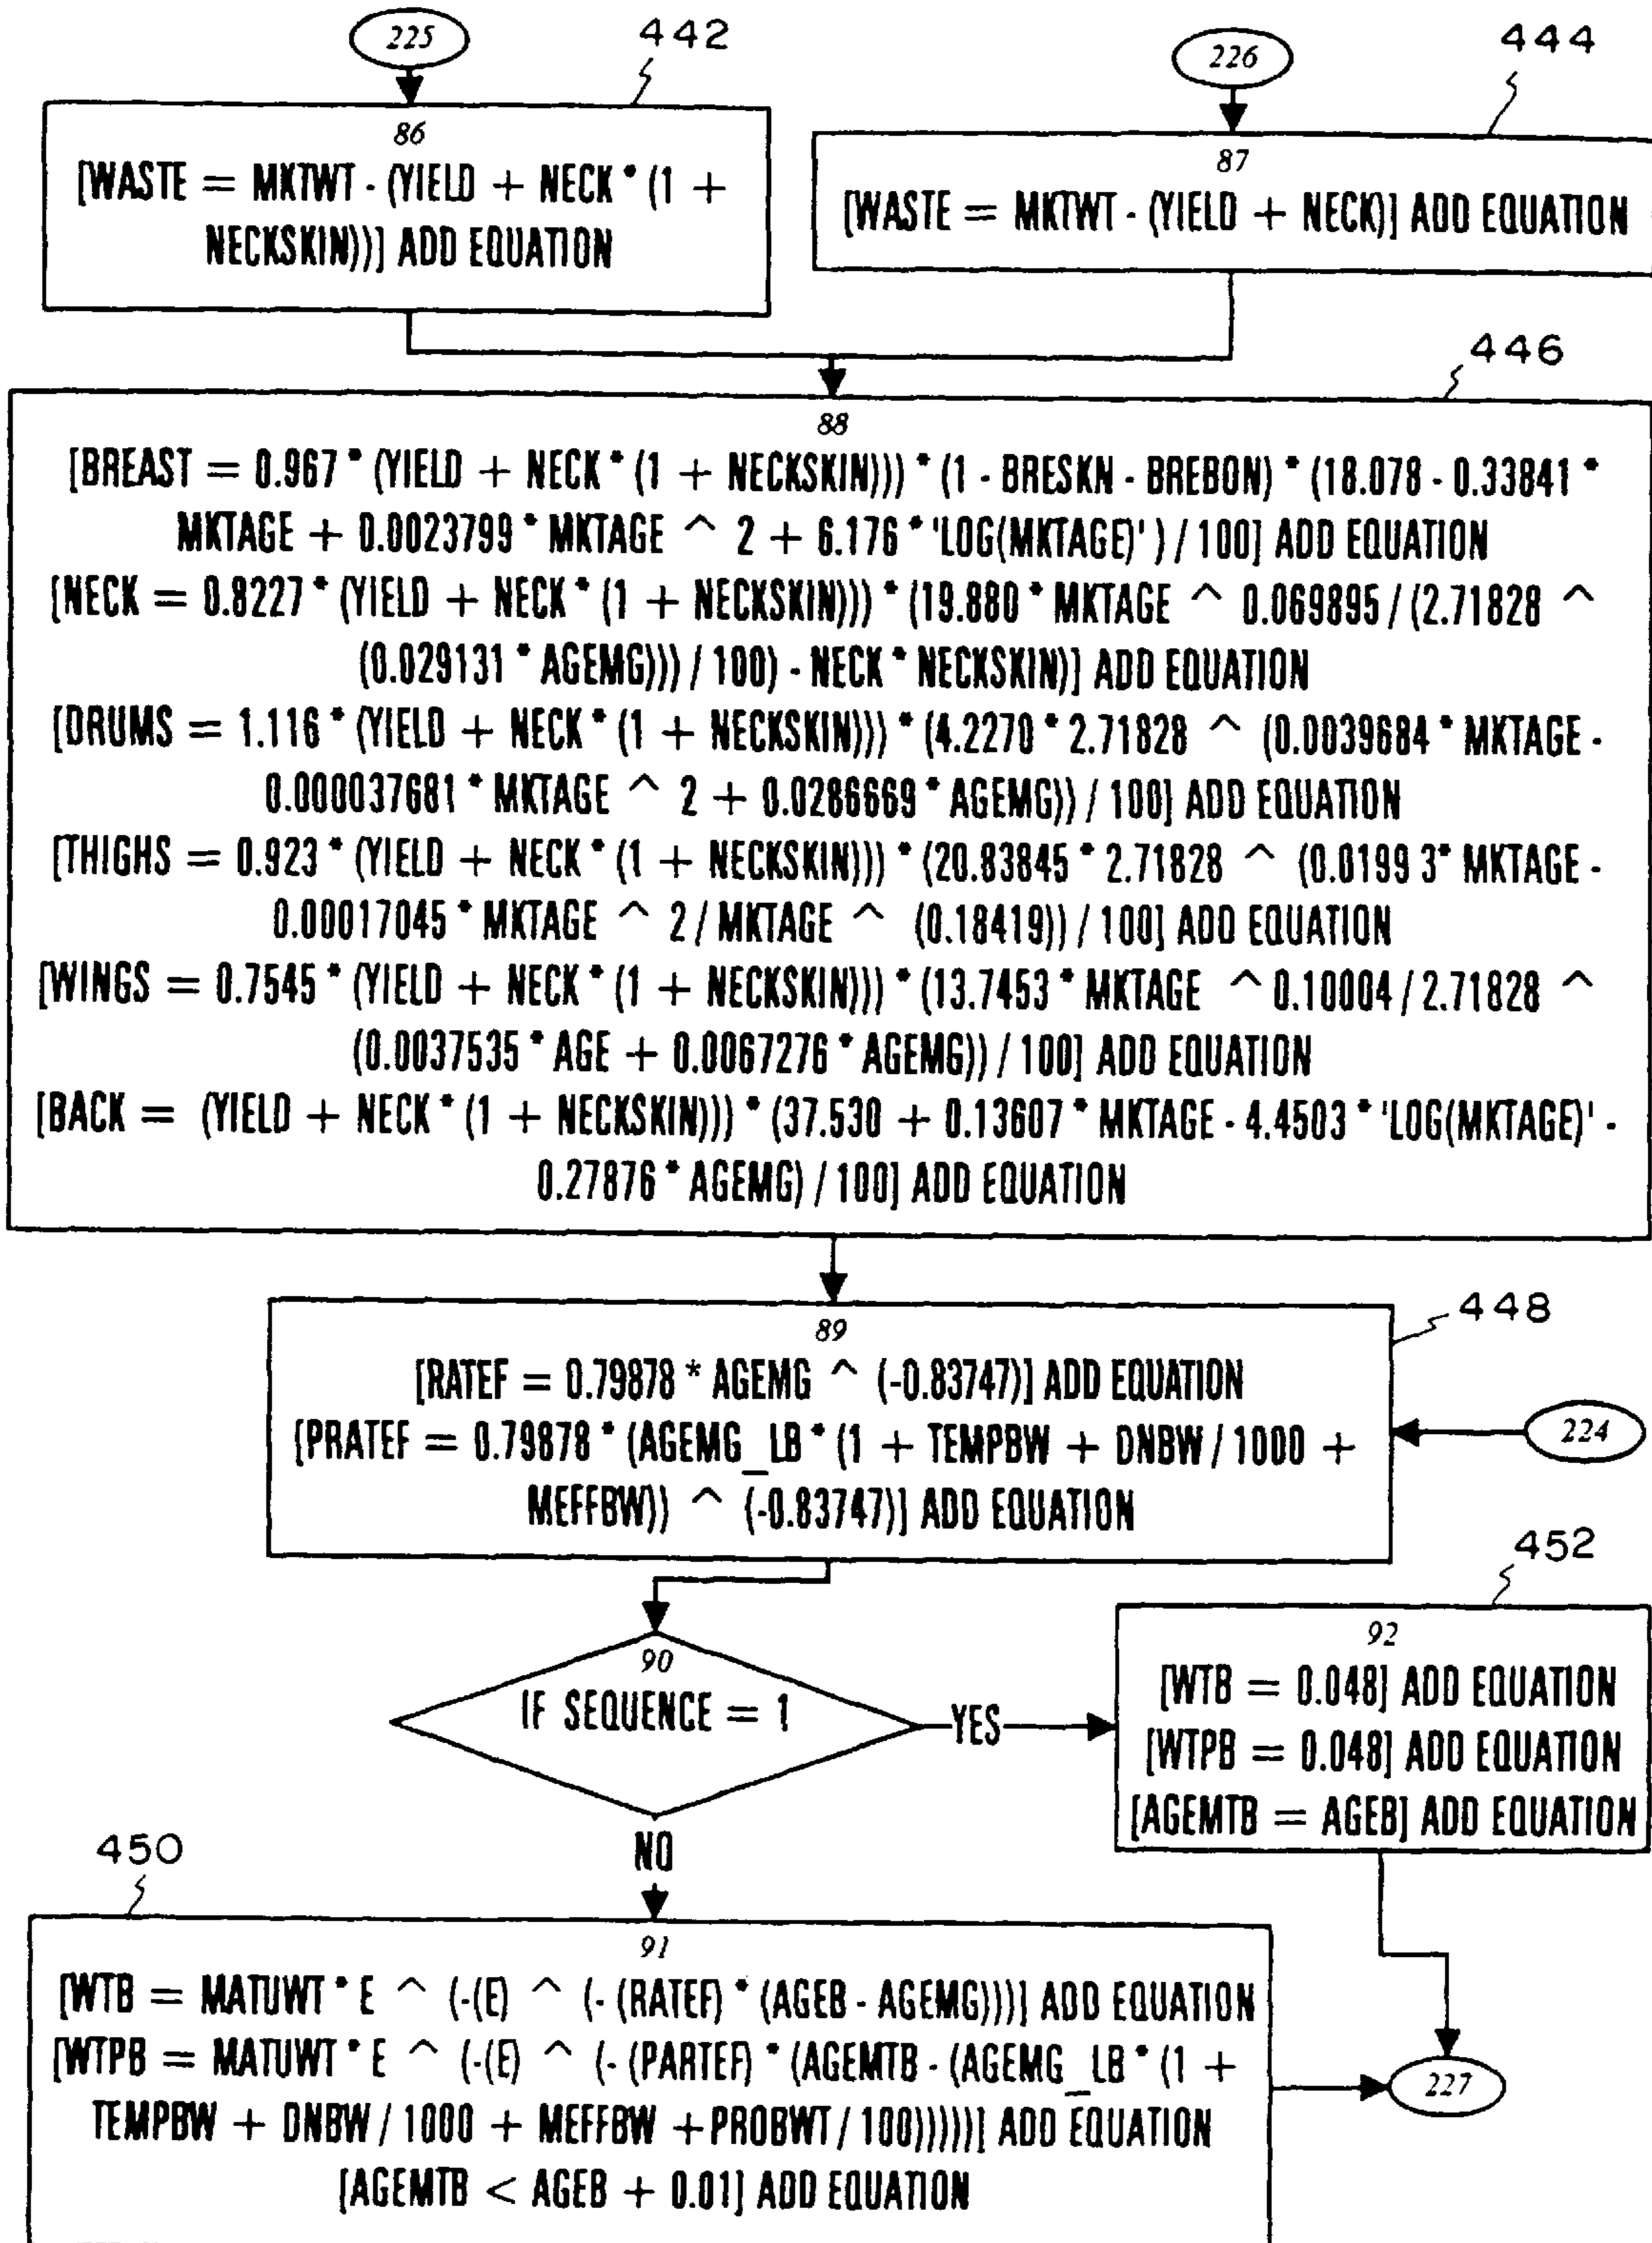 225
442
226
444
86
[WASTE = MKTWT - (YIELD + NECK * (1 +
NECKSKIN))] ADD EQUATION
87
[WASTE = MKTWT - (YIELD + NECK)] ADD EQUATION
446
88
[BREAST = 0.967 * (YIELD + NECK * (1 + NECKSKIN))) * (1 - BRESKN - BREBON) * (18.078 - 0.33841 *
MKTAGE + 0.0023799 * MKTAGE ^ 2 + 6.176 * 'LOG(MKTAGE)' ) / 100] ADD EQUATION
[NECK = 0.8227 * (YIELD + NECK * (1 + NECKSKIN))) * (19.880 * MKTAGE ^ 0.069895 / (2.71828 ^
(0.029131 * AGEMG))) / 100) - NECK * NECKSKIN)] ADD EQUATION
[DRUMS = 1.116 * (YIELD + NECK * (1 + NECKSKIN))) * (4.2270 * 2.71828 ^ (0.0039684 * MKTAGE -
0.000037681 * MKTAGE ^ 2 + 0.0286669 * AGEMG)) / 100] ADD EQUATION
[THIGHS = 0.923 * (YIELD + NECK * (1 + NECKSKIN))) * (20.83845 * 2.71828 ^ (0.0199 3* MKTAGE -
0.00017045 * MKTAGE ^ 2 / MKTAGE ^ (0.18419)) / 100] ADD EQUATION
[WINGS = 0.7545 * (YIELD + NECK * (1 + NECKSKIN))) * (13.7453 * MKTAGE ^ 0.10004 / 2.71828 ^
(0.0037535 * AGE + 0.0067276 * AGEMG)) / 100] ADD EQUATION
[BACK = (YIELD + NECK * (1 + NECKSKIN))) * (37.530 + 0.13607 * MKTAGE - 4.4503 * 'LOG(MKTAGE)' -
0.27876 * AGEMG) / 100] ADD EQUATION
448
89
[RATEF = 0.79878 * AGEMG ^ (-0.83747)] ADD EQUATION
[PRATEF = 0.79878 * (AGEMG_LB * (1 + TEMPBW + DNBW / 1000 +
MEFFBW)) ^ (-0.83747)] ADD EQUATION
224
452
90
IF SEQUENCE = 1
YES
92
[WTB = 0.048] ADD EQUATION
[WTPB = 0.048] ADD EQUATION
[AGEMTB = AGEB] ADD EQUATION
NO
450
91
[WTB = MATUWT * E ^ (-(E) ^ (- (RATEF) * (AGEB - AGEMG)))] ADD EQUATION
[WTPB = MATUWT * E ^ (-(E) ^ (- (PARTEF) * (AGEMTB - (AGEMG_LB * (1 +
TEMPBW + DNBW / 1000 + MEFFBW +PROBWT / 100)))))] ADD EQUATION
[AGEMTB < AGEB + 0.01] ADD EQUATION
227